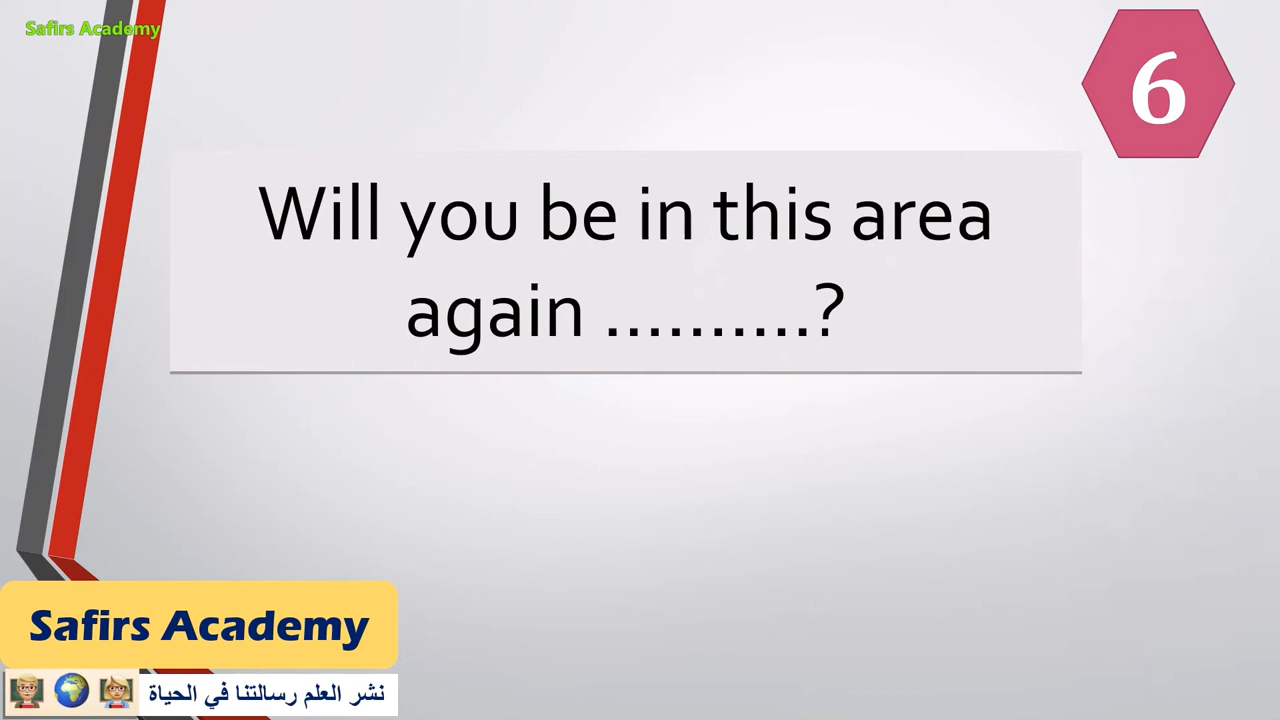 Safirs Academy
6
Will you be in this area
again ..........?
Safirs Academy
نشر العلم رسالتنا في الحياة